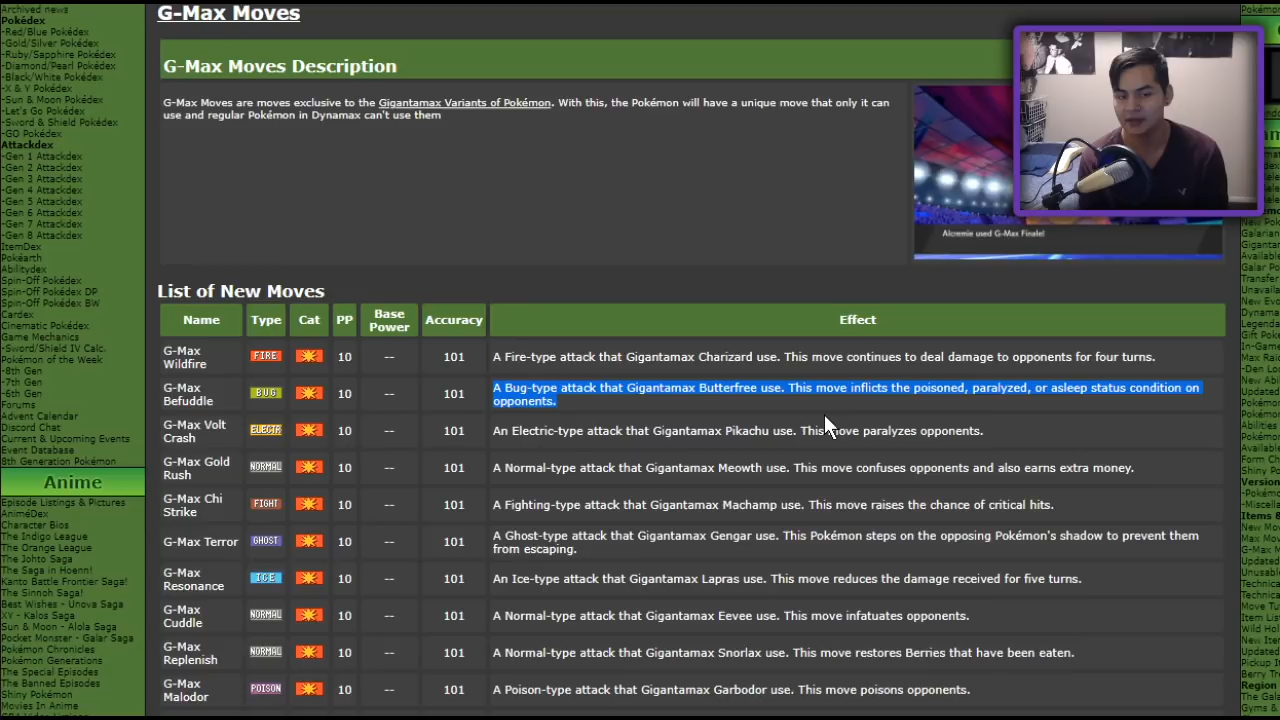 G-Max Moves
G-Max Moves Description
G-Max Moves are moves exclusive to the Gigantamax Variants of Pokémon. With this, the Pokémon will have a unique move that only it can
use and regular Pokémon in Dynamax can't use them
Alcremie used G-Max Finale!
List of New Moves
Name Type Cat PP Base Power Accuracy Effect
G-Max Wildfire FIRE 10 -- 101 A Fire-type attack that Gigantamax Charizard use. This move continues to deal damage to opponents for four turns.
G-Max Befuddle BUG 10 -- 101 A Bug-type attack that Gigantamax Butterfree use. This move inflicts the poisoned, paralyzed, or asleep status condition on
opponents.
G-Max Volt Crash ELECTR 10 -- 101 An Electric-type attack that Gigantamax Pikachu use. This move paralyzes opponents.
G-Max Gold Rush NORMAL 10 -- 101 A Normal-type attack that Gigantamax Meowth use. This move confuses opponents and also earns extra money.
G-Max Chi Strike FIGHT 10 -- 101 A Fighting-type attack that Gigantamax Machamp use. This move raises the chance of critical hits.
G-Max Terror GHOST 10 -- 101 A Ghost-type attack that Gigantamax Gengar use. This Pokémon steps on the opposing Pokémon's shadow to prevent them
from escaping.
G-Max Resonance ICE 10 -- 101 An Ice-type attack that Gigantamax Lapras use. This move reduces the damage received for five turns.
G-Max Cuddle NORMAL 10 -- 101 A Normal-type attack that Gigantamax Eevee use. This move infatuates opponents.
G-Max Replenish NORMAL 10 -- 101 A Normal-type attack that Gigantamax Snorlax use. This move restores Berries that have been eaten.
G-Max Malodor POISON 10 -- 101 A Poison-type attack that Gigantamax Garbodor use. This move poisons opponents.
Archived news
Pokédex
-Red/Blue Pokédex
-Gold/Silver Pokédex
-Ruby/Sapphire Pokédex
-Diamond/Pearl Pokédex
-Black/White Pokédex
-X & Y Pokédex
-Sun & Moon Pokédex
-Let's Go Pokédex
-Sword & Shield Pokédex
-GO Pokédex
Attackdex
-Gen 1 Attackdex
-Gen 2 Attackdex
-Gen 3 Attackdex
-Gen 4 Attackdex
-Gen 5 Attackdex
-Gen 6 Attackdex
-Gen 7 Attackdex
-Gen 8 Attackdex
ItemDex
Pokéarth
Abilitydex
Spin-Off Pokédex
Spin-Off Pokédex DP
Spin-Off Pokédex BW
Cardex
Cinematic Pokédex
Game Mechanics
-Sword/Shield IV Calc.
Pokémon of the Week
-8th Gen
-7th Gen
-6th Gen
Forums
Advent Calendar
Discord Chat
Current & Upcoming Events
Event Database
8th Generation Pokémon
Anime
Episode Listings & Pictures
AniméDex
Character Bios
The Indigo League
The Orange League
The Johto Saga
The Saga in Hoenn!
Kanto Battle Frontier Saga!
The Sinnoh Saga!
Best Wishes - Unova Saga
XY - Kalos Saga
Sun & Moon - Alola Saga
Pocket Monster - Galar Saga
Pokémon Chronicles
Pokémon Generations
The Special Episodes
The Banned Episodes
Shiny Pokémon
Movies In Anime